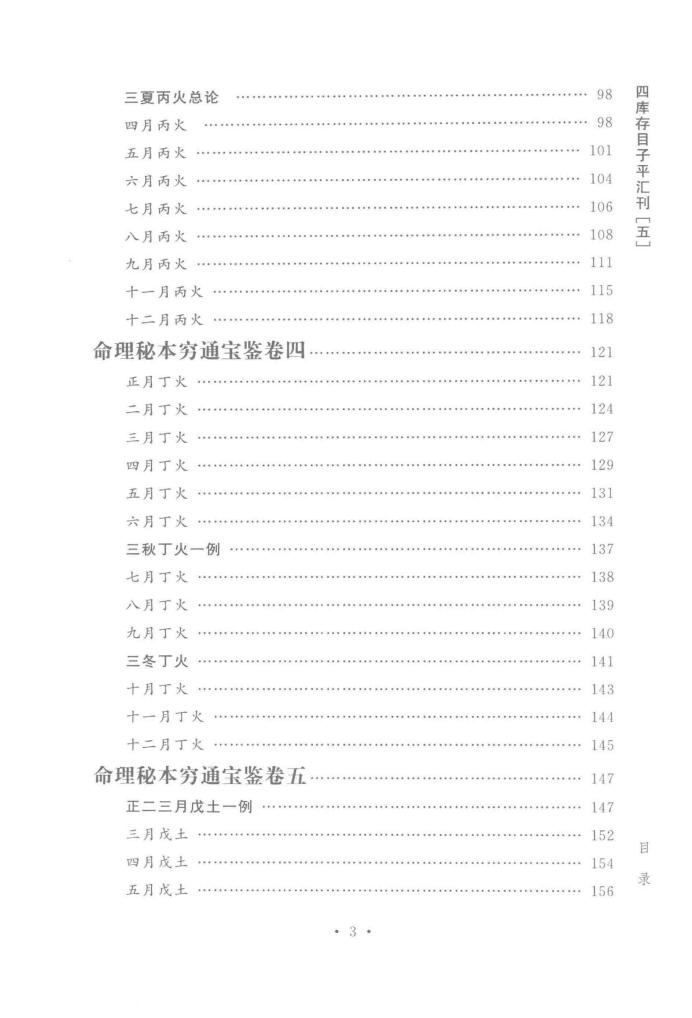 三夏丙火总论 …… 98
四月丙火 …… 98
五月丙火 …… 101
六月丙火 …… 104
七月丙火 …… 106
八月丙火 …… 108
九月丙火 …… 111
十一月丙火 …… 115
十二月丙火 …… 118
命理秘本穷通宝鉴卷四 …… 121
正月丁火 …… 121
二月丁火 …… 124
三月丁火 …… 127
四月丁火 …… 129
五月丁火 …… 131
六月丁火 …… 134
三秋丁火一例 …… 137
七月丁火 …… 138
八月丁火 …… 139
九月丁火 …… 140
三冬丁火 …… 141
十月丁火 …… 143
十一月丁火 …… 144
十二月丁火 …… 145
命理秘本穷通宝鉴卷五 …… 147
正二三月戊土一例 …… 147
三月戊土 …… 152
四月戊土 …… 154
五月戊土 …… 156
四库存目子平汇刊[五]
目录
• 3 •